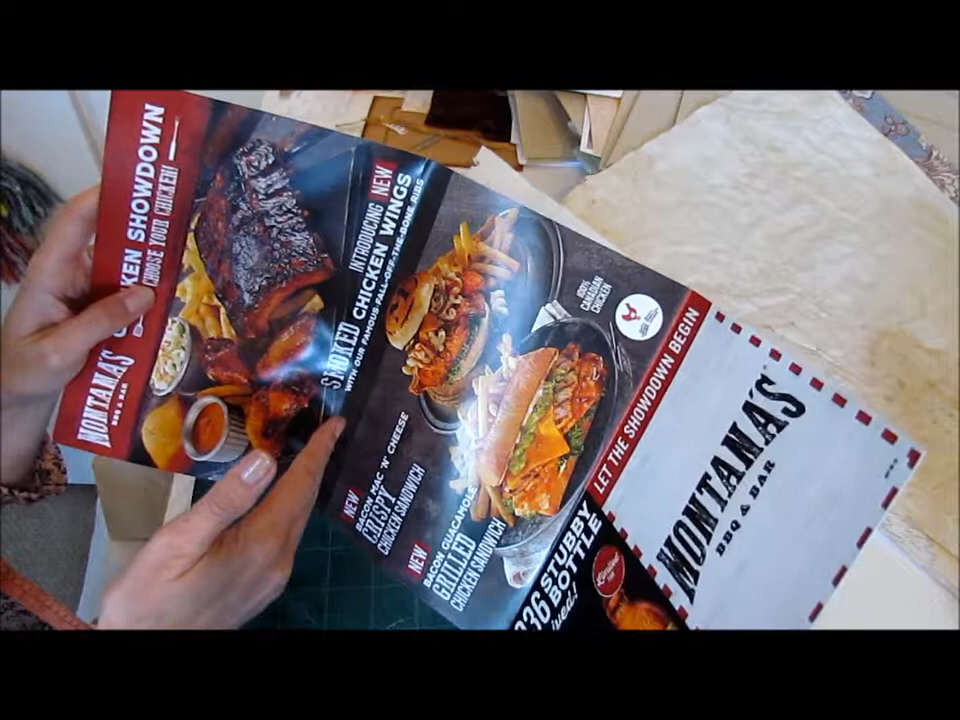 KEN SHOWDOWN
CHOOSE YOUR CHICKEN!
MONTANA'S
BBQ & BAR
INTRODUCING NEW
SMOKED CHICKEN WINGS
WITH OUR FAMOUS FALL-OFF-THE-BONE RIBS
100%
CANADIAN
CHICKEN
NEW
BACON MAC 'N' CHEESE
CRISPY
CHICKEN SANDWICH
NEW
BACON GUACAMOLE
GRILLED
CHICKEN SANDWICH
LET THE SHOWDOWN BEGIN
STUBBY
BOTTLE
MONTANA'S
BBQ & BAR